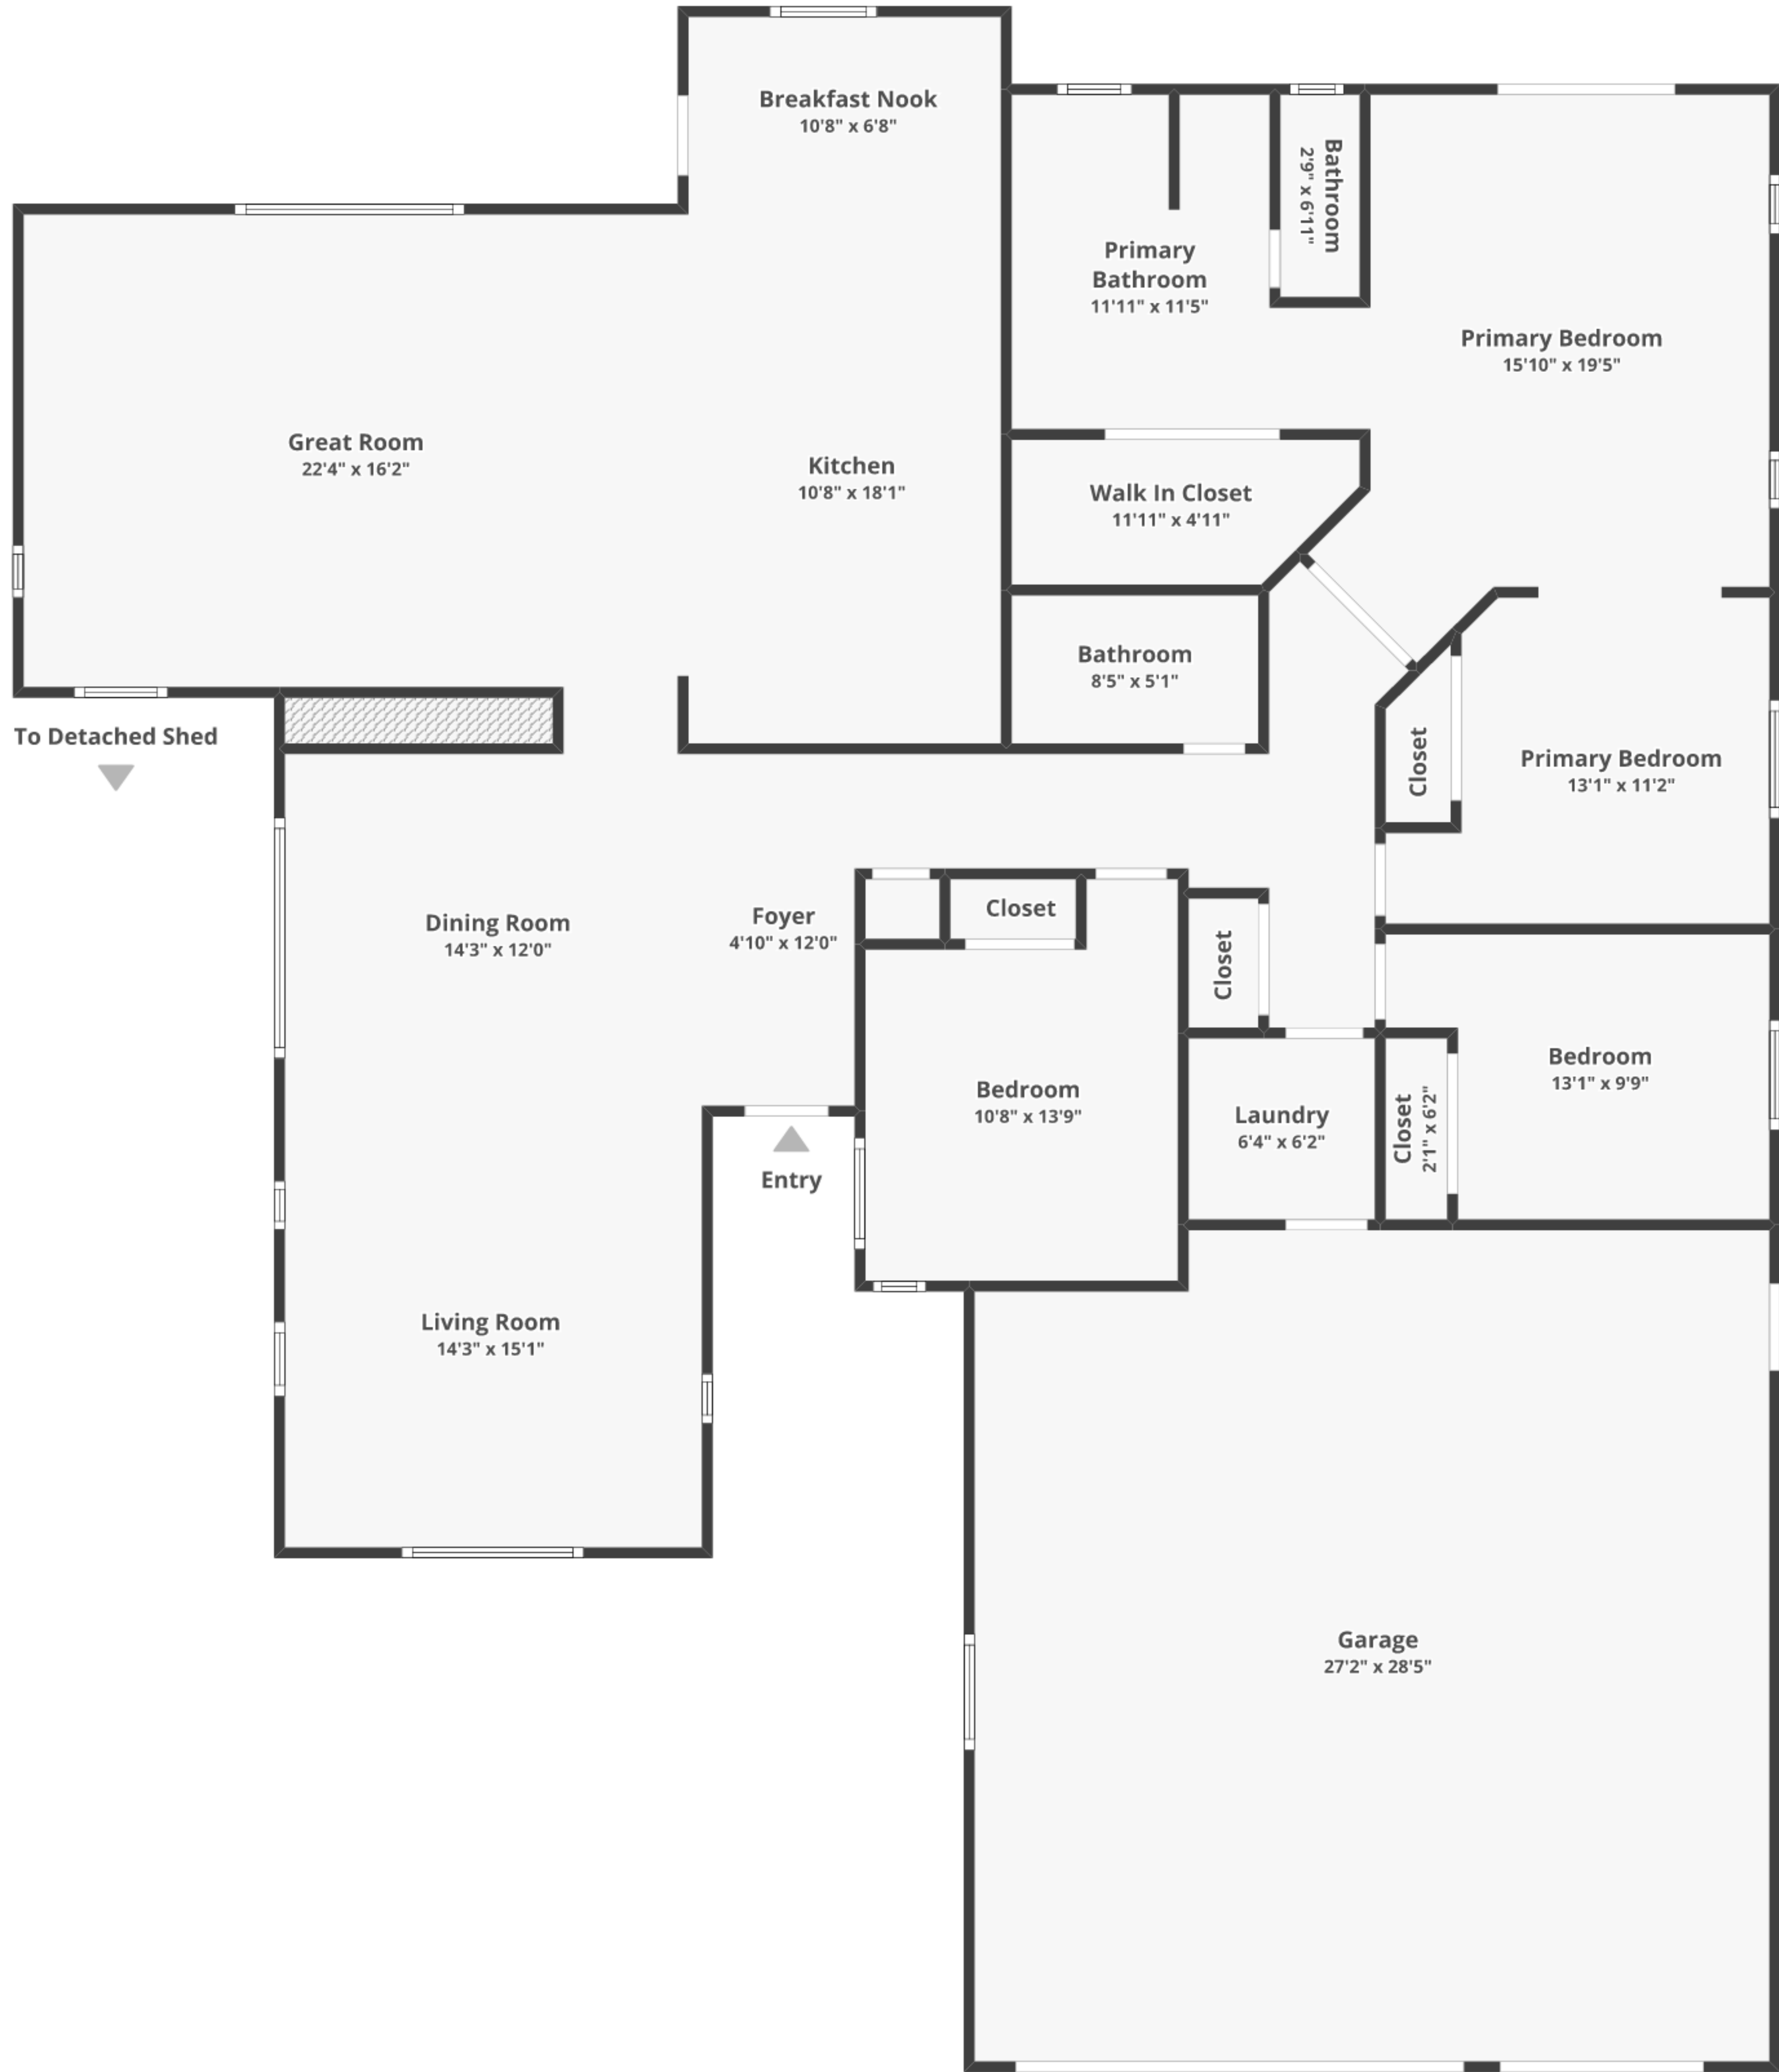 Breakfast Nook
10'8" x 6'8"
Bathroom
2'9" x 6'11"
Primary
Bathroom
11'11" x 11'5"
Primary Bedroom
15'10" x 19'5"
Great Room
22'4" x 16'2"
Kitchen
10'8" x 18'1"
Walk In Closet
11'11" x 4'11"
Bathroom
8'5" x 5'1"
To Detached Shed
Closet
Primary Bedroom
13'1" x 11'2"
Dining Room
14'3" x 12'0"
Foyer
4'10" x 12'0"
Closet
Closet
Bedroom
10'8" x 13'9"
Laundry
6'4" x 6'2"
Closet
2'1" x 6'2"
Bedroom
13'1" x 9'9"
Entry
Living Room
14'3" x 15'1"
Garage
27'2" x 28'5"